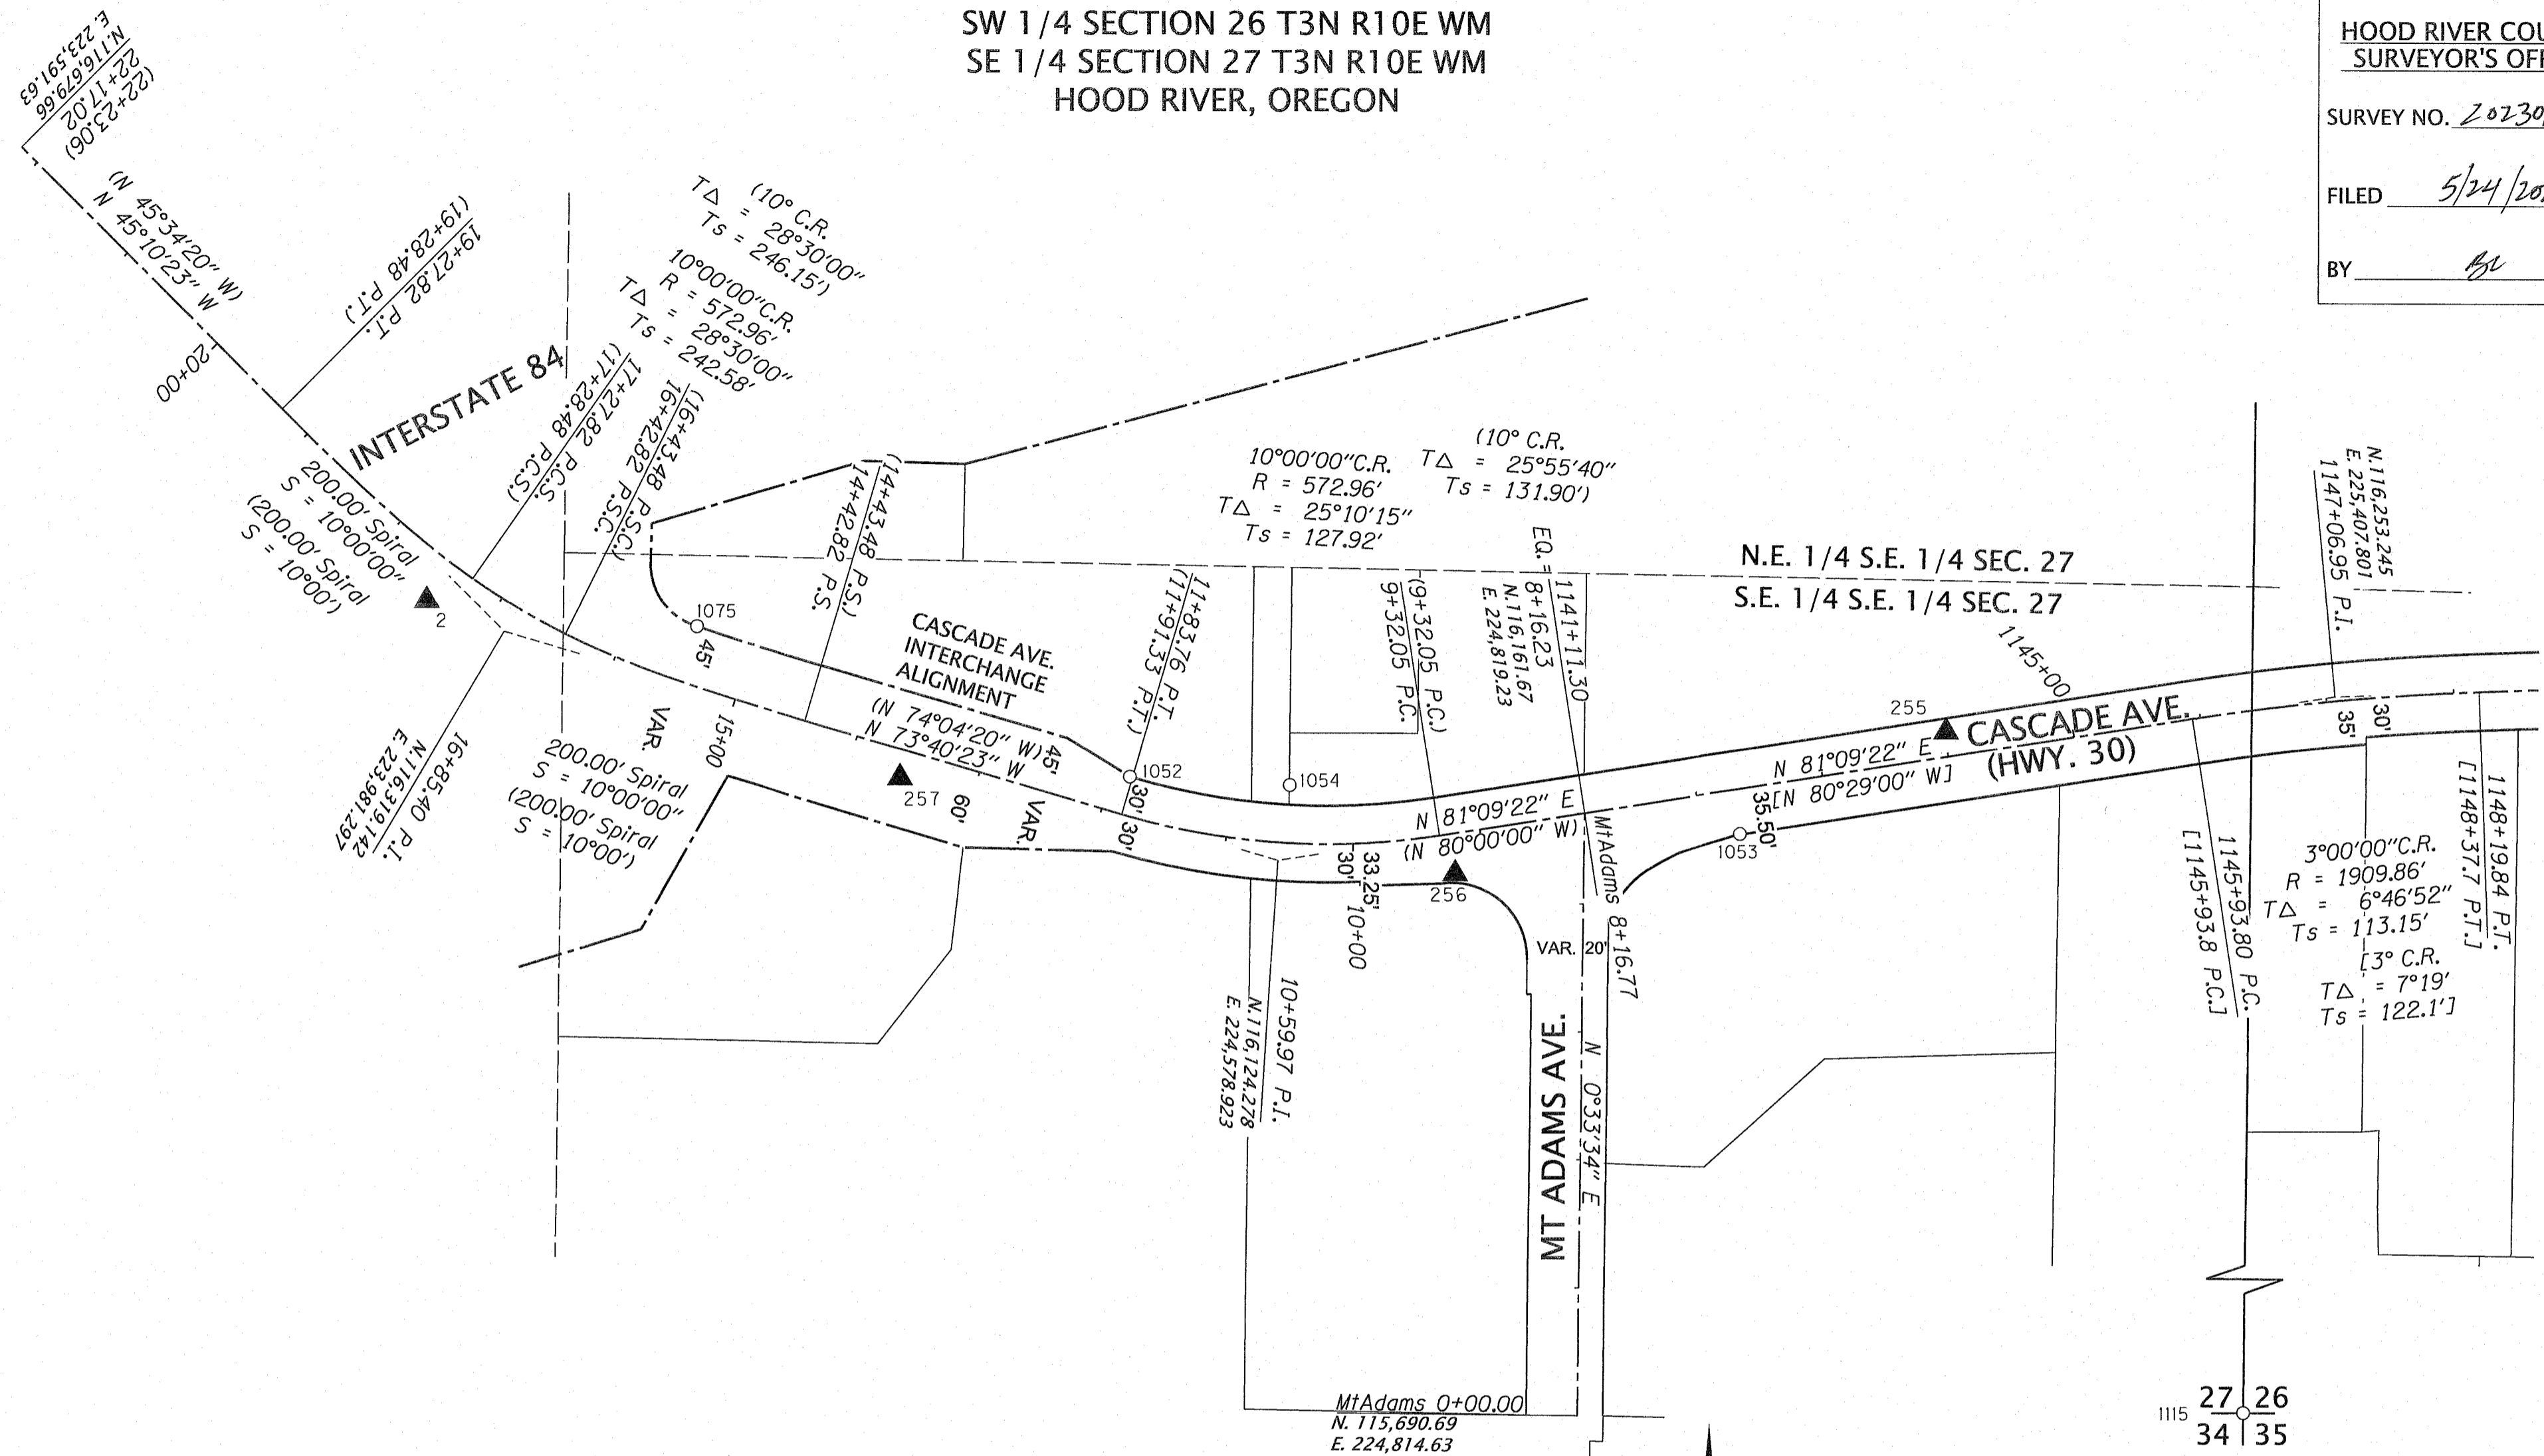 SW 1/4 SECTION 26 T3N R10E WM
SE 1/4 SECTION 27 T3N R10E WM
HOOD RIVER, OREGON
HOOD RIVER
SURVEYOR'S
SURVEY NO.
FILED 5/24/
BY
(22+23.06)
22+17.02
N.116,679.66
E. 223,591.63
(N 45°34'20" W)
N 45°10'23" W
(19+28.48 P.T.)
19+27.82 P.T.
20+00
INTERSTATE 84
(10° C.R.
T△ = 28°30'00"
Ts = 246.15')
10°00'00"C.R.
R = 572.96'
T△ = 28°30'00"
Ts = 242.58'
(17+28.48 P.C.S.)
17+27.82 P.C.S.
(16+43.48 P.S.C.)
16+42.82 P.S.C.
200.00' Spiral
S = 10°00'00"
(200.00' Spiral
S = 10°00')
2
(14+43.48 P.S.)
14+42.82 P.S.
1075
45'
CASCADE AVE.
INTERCHANGE
ALIGNMENT
(N 74°04'20" W)
N 73°40'23" W
45'
11+83.76 P.T.
(11+91.33 P.T.)
1052
30'
30'
1054
10°00'00"C.R.
R = 572.96'
T△ = 25°10'15"
Ts = 127.92'
(10° C.R.
T△ = 25°55'40"
Ts = 131.90')
(9+32.05 P.C.)
9+32.05 P.C.
EQ. =
1141+11.30
8+16.23
N.116,161.67
E. 224,819.23
N.E. 1/4 S.E. 1/4 SEC. 27
S.E. 1/4 S.E. 1/4 SEC. 27
1145+00
255
CASCADE AVE.
(HWY. 30)
N 81°09'22" E
[N 80°29'00" W]
N 81°09'22" E
(N 80°00'00" W)
N.116,253.245
E. 225,407.801
1147+06.95 P.I.
30'
35'
16+85.40 P.I.
N.116,319.142
E. 223,981.297
VAR.
15+00
200.00' Spiral
S = 10°00'00"
(200.00' Spiral
S = 10°00')
257
60'
VAR.
30'
33.25'
10+00
256
MtAdams 8+16.77
VAR.
20'
1053
35.50'
1145+93.80 P.C.
[1145+93.8 P.C.]
1148+19.84 P.T.
[1148+37.7 P.T.]
3°00'00"C.R.
R = 1909.86'
T△ = 6°46'52"
Ts = 113.15'
[3° C.R.
T△ = 7°19'
Ts = 122.1']
10+59.97 P.I.
N.116,124.278
E. 224,578.923
MT ADAMS AVE.
N 0°33'34" E
MtAdams 0+00.00
N. 115,690.69
E. 224,814.63
1115
27 26
34 35